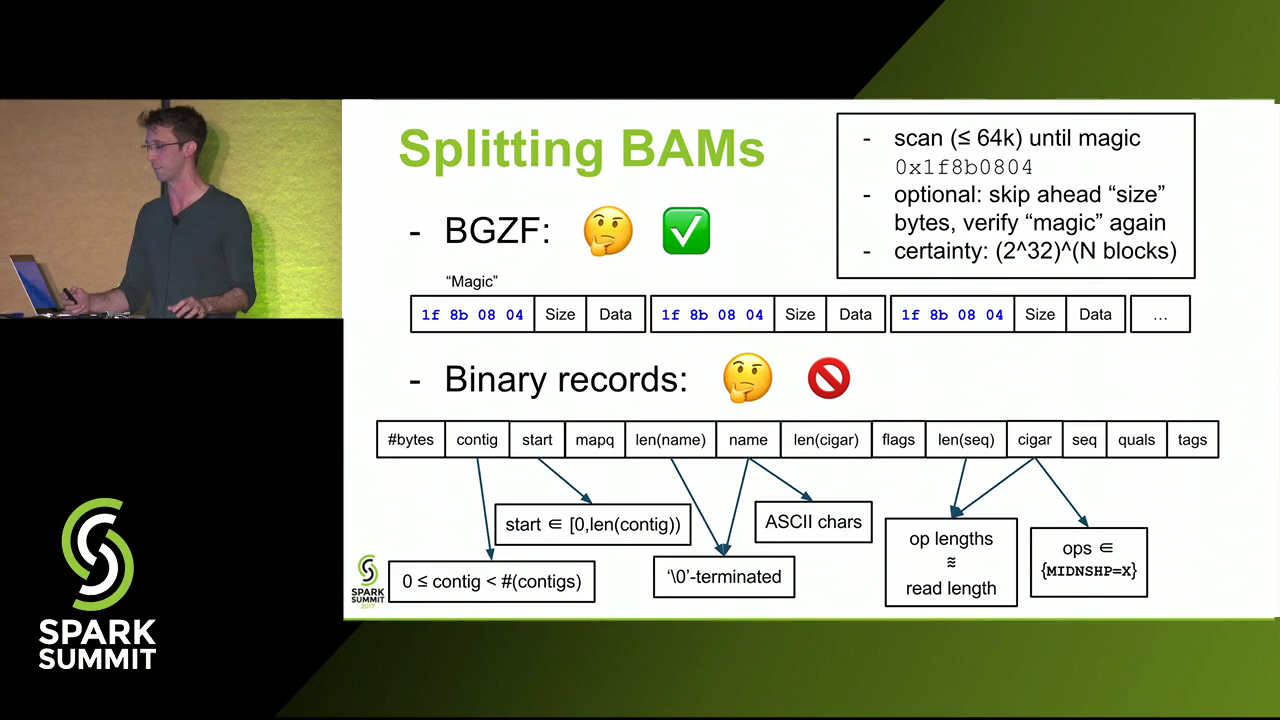 Splitting BAMs
- scan (≤ 64k) until magic
0x1f8b0804
- optional: skip ahead “size”
bytes, verify “magic” again
- certainty: (2^32)^(N blocks)
- BGZF:
“Magic”
1f 8b 08 04 Size Data 1f 8b 08 04 Size Data 1f 8b 08 04 Size Data ...
- Binary records:
#bytes contig start mapq len(name) name len(cigar) flags len(seq) cigar seq quals tags
start ∈ [0,len(contig))
ASCII chars
0 ≤ contig < #(contigs)
‘\0’-terminated
op lengths
≈
read length
ops ∈
{MIDNSHP=X}
SPARK
SUMMIT
2017
SPARK
SUMMIT